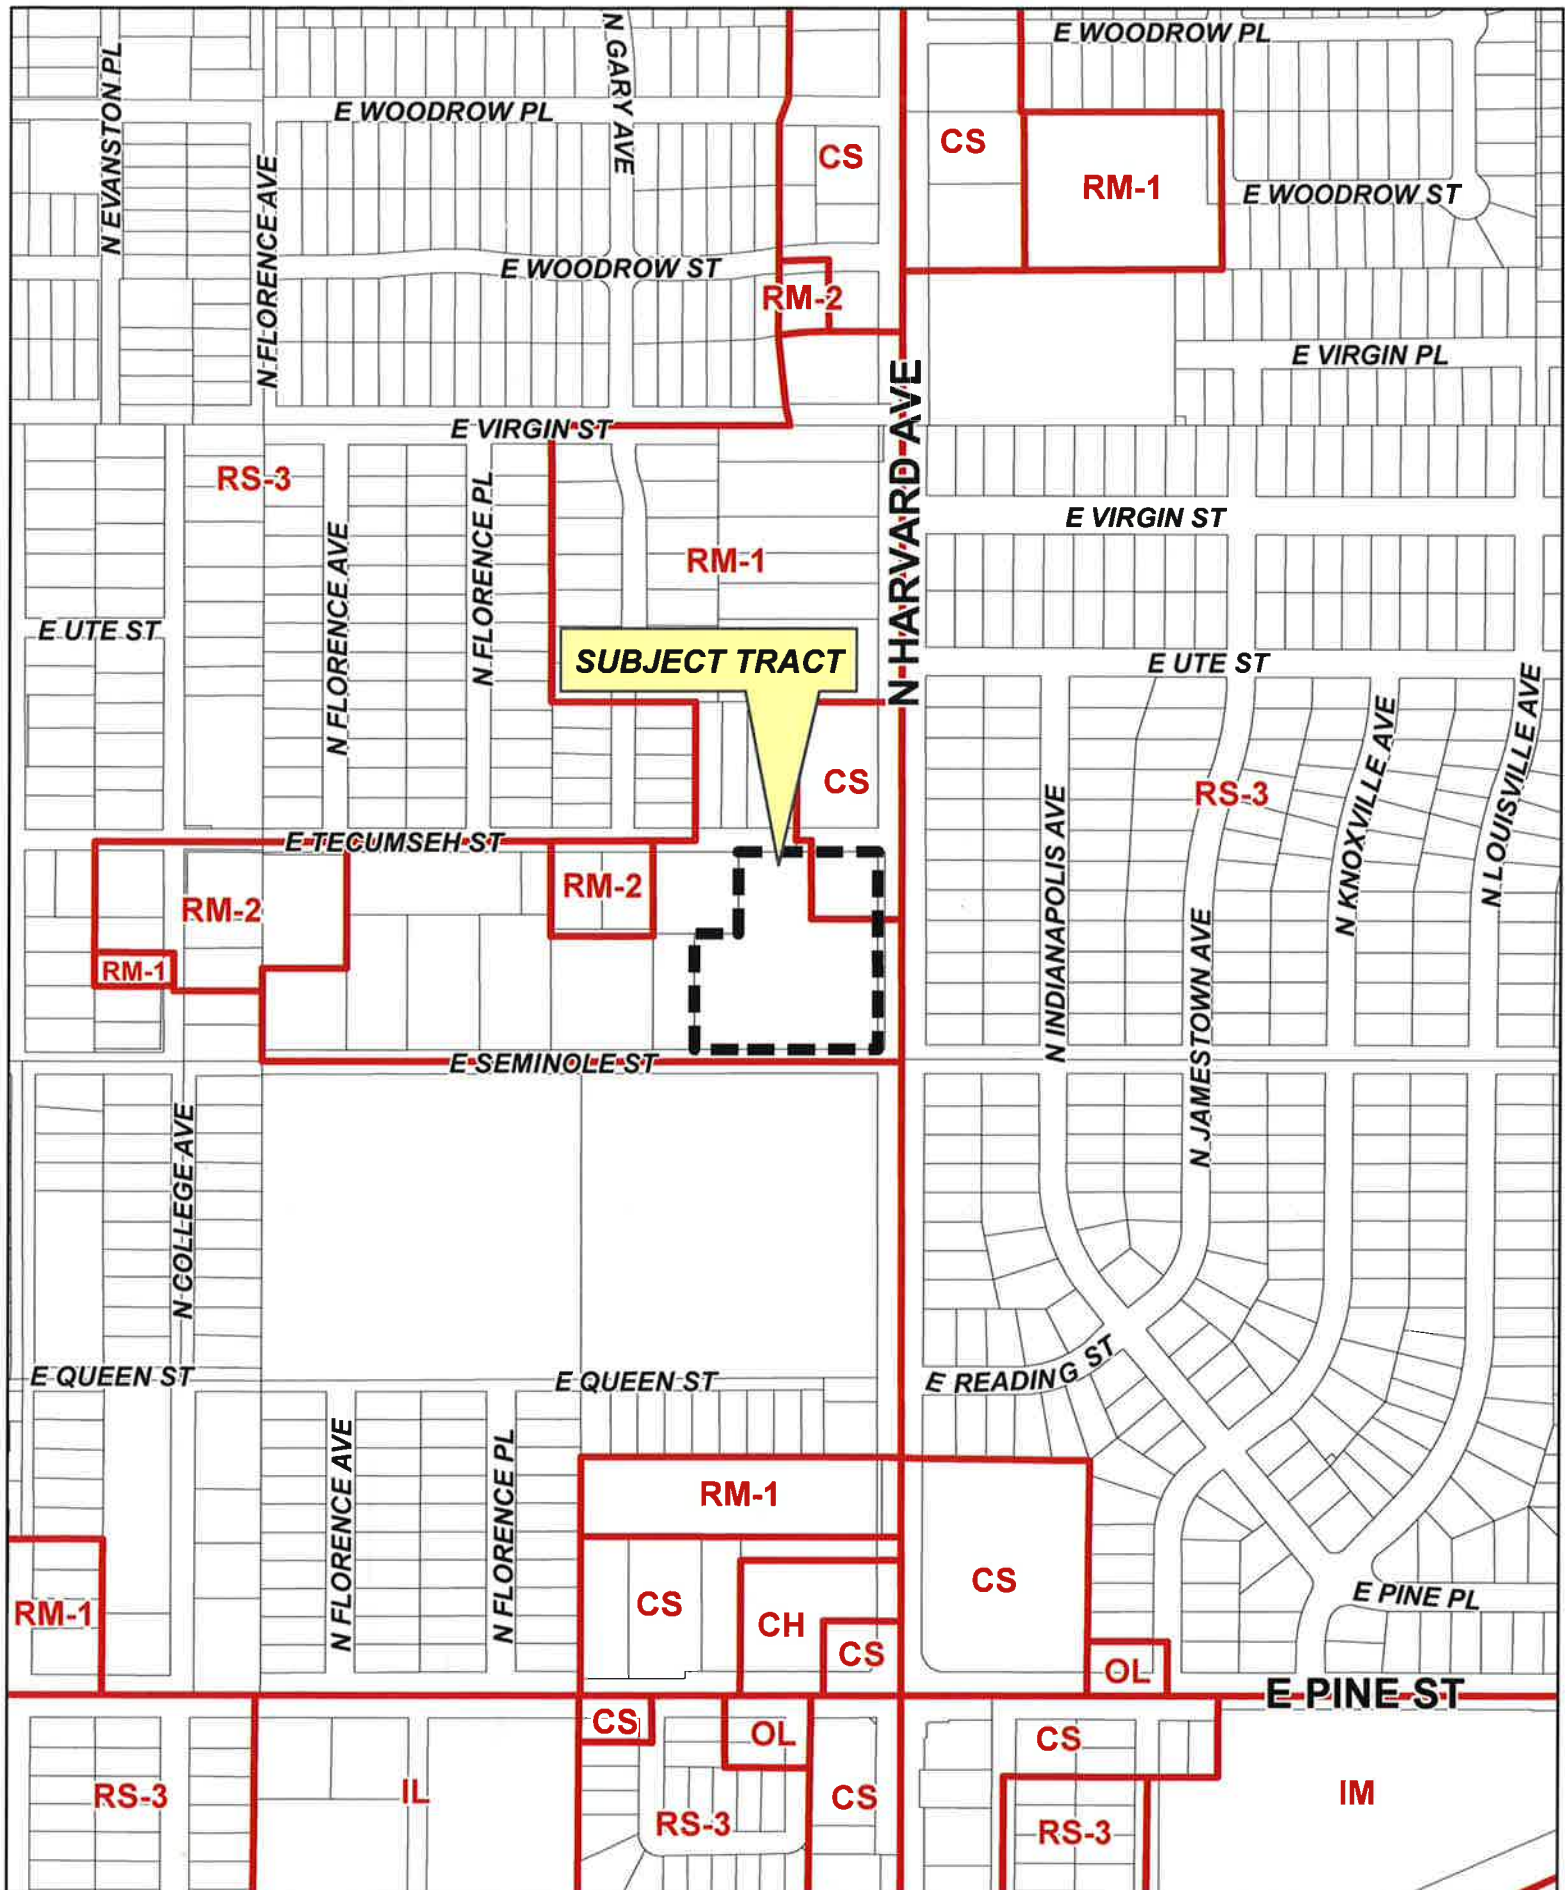 E WOODROW PL
N GARY AVE
N EVANSTON PL
E WOODROW PL
CS
CS
RM-1
E WOODROW ST
N FLORENCE AVE
E WOODROW ST
RM-2
E VIRGIN PL
N HARVARD AVE
E VIRGIN ST
RS-3
E VIRGIN ST
N FLORENCE PL
RM-1
N FLORENCE AVE
E UTE ST
SUBJECT TRACT
E UTE ST
CS
RS-3
N KNOXVILLE AVE
N LOUISVILLE AVE
N INDIANAPOLIS AVE
E TECUMSEH ST
RM-2
RM-2
RM-1
N JAMESTOWN AVE
E SEMINOLE ST
N COLLEGE AVE
E QUEEN ST
E QUEEN ST
E READING ST
N FLORENCE AVE
N FLORENCE PL
RM-1
CS
CS
CH
CS
RM-1
E PINE PL
OL
E PINE ST
CS
OL
CS
RS-3
IL
CS
RS-3
RS-3
IM